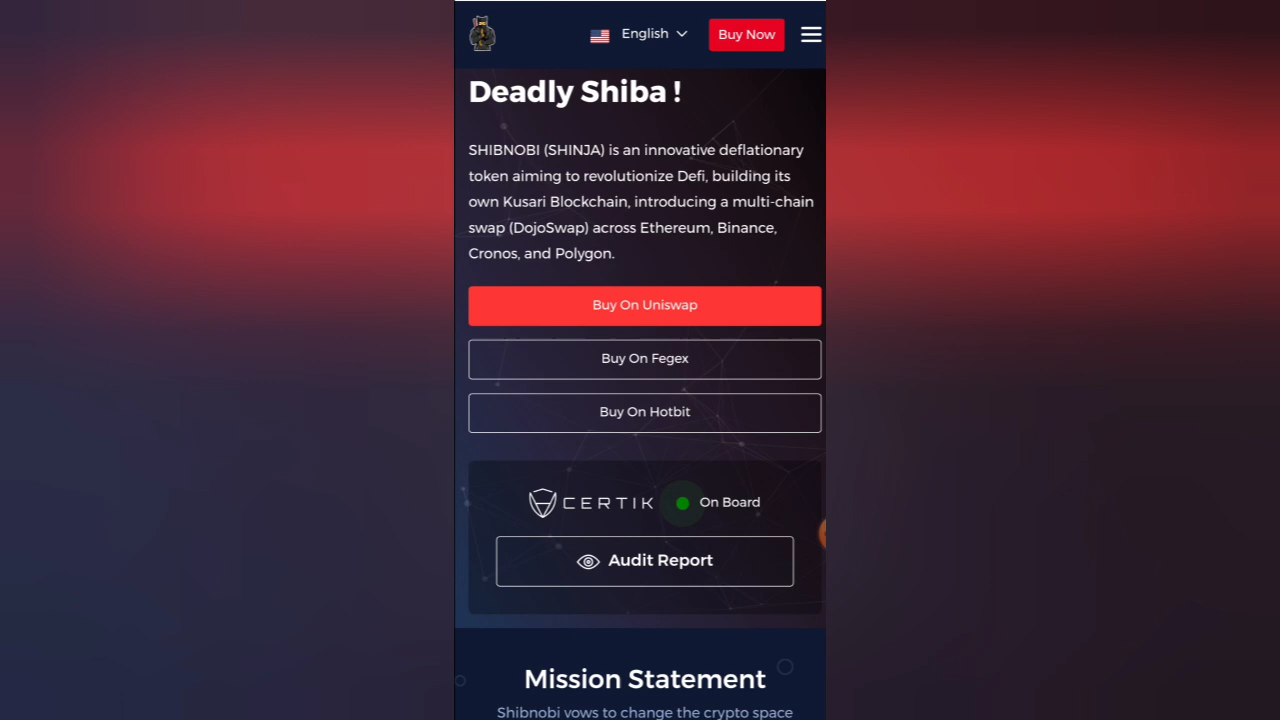 English
Buy Now
Deadly Shiba !
SHIBNOBI (SHINJA) is an innovative deflationary
token aiming to revolutionize Defi, building its
own Kusari Blockchain, introducing a multi-chain
swap (DojoSwap) across Ethereum, Binance,
Cronos, and Polygon.
Buy On Uniswap
Buy On Fegex
Buy On Hotbit
CERTIK On Board
Audit Report
Mission Statement
Shibnobi vows to change the crypto space